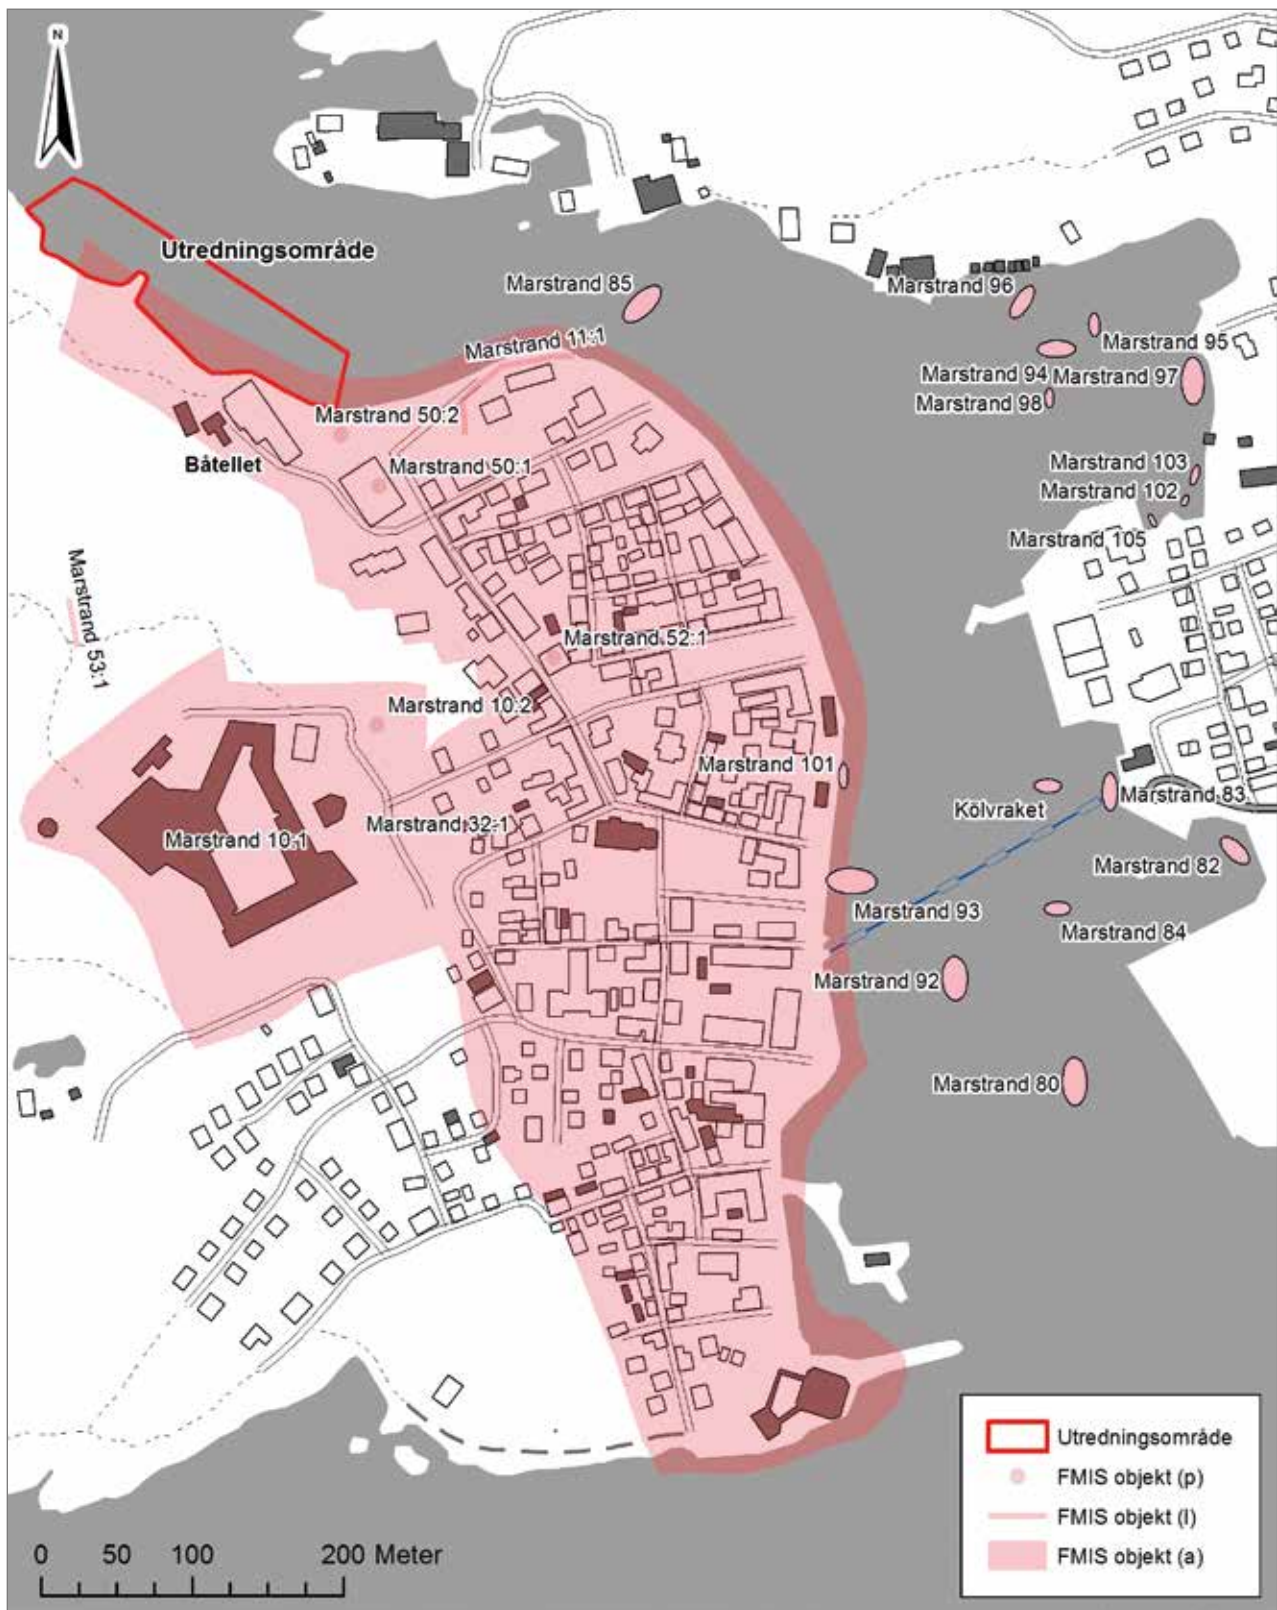 N
Utredningsområde
Marstrand 85
Marstrand 96
Marstrand 11:1
Marstrand 95
Marstrand 94
Marstrand 97
Marstrand 98
Marstrand 50:2
Båtellet
Marstrand 50:1
Marstrand 103
Marstrand 102
Marstrand 105
Marstrand 53:1
Marstrand 52:1
Marstrand 10:2
Marstrand 101
Kölvraket
Marstrand 83
Marstrand 32:1
Marstrand 10:1
Marstrand 82
Marstrand 93
Marstrand 84
Marstrand 92
Marstrand 80
Utredningsområde
FMIS objekt (p)
FMIS objekt (l)
FMIS objekt (a)
0 50 100 200 Meter